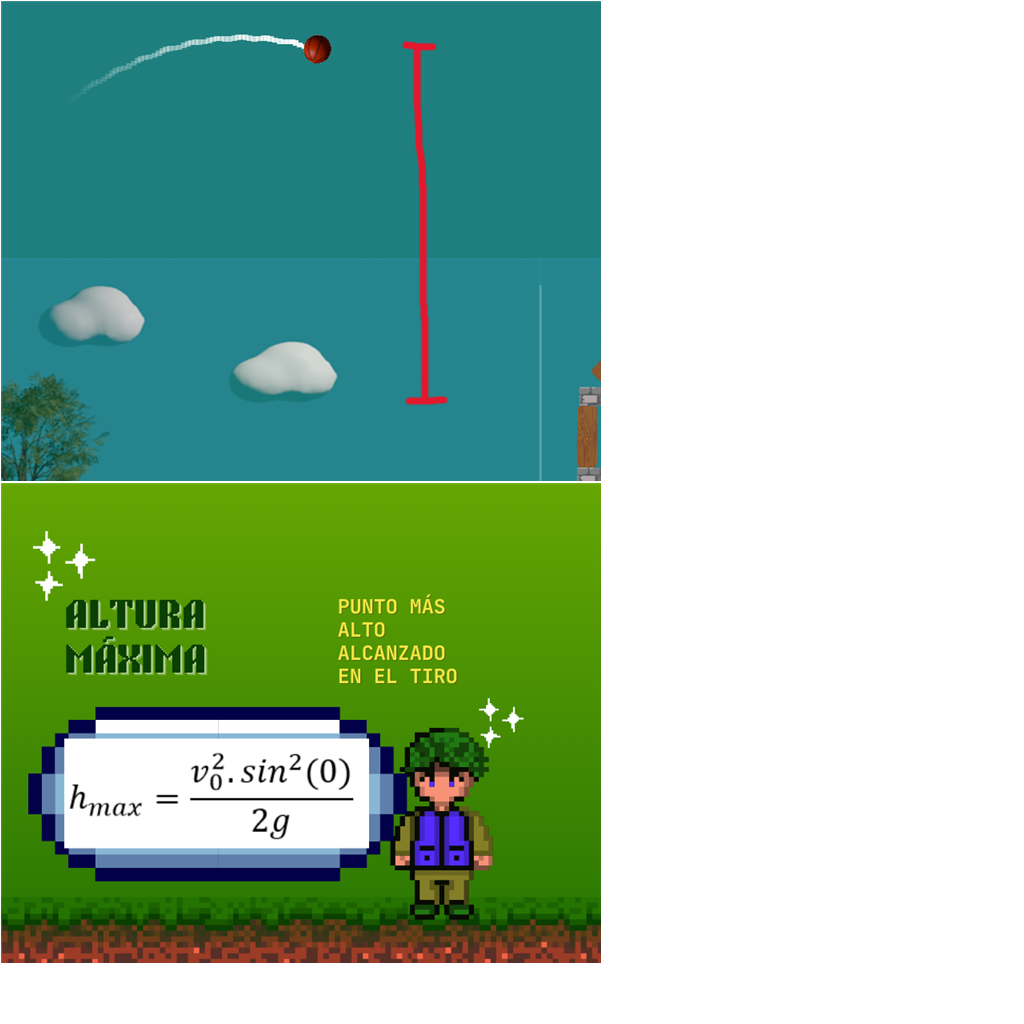 ALTURA
MÁXIMA
PUNTO MÁS
ALTO
ALCANZADO
EN EL TIRO
h_max = v_0^2 . sin^2(0) / 2g